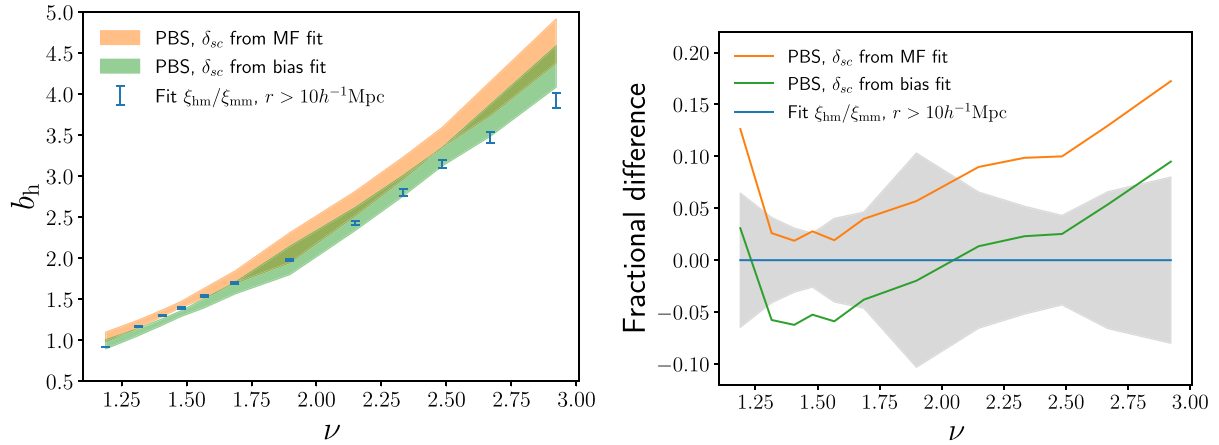 5.0
4.5
4.0
3.5
3.0
2.5
2.0
1.5
1.0
0.5
b_h
PBS, δ_sc from MF fit
PBS, δ_sc from bias fit
Fit ξ_hm/ξ_mm, r > 10h⁻¹Mpc
1.25 1.50 1.75 2.00 2.25 2.50 2.75 3.00
ν
0.20
0.15
0.10
0.05
0.00
−0.05
−0.10
Fractional difference
PBS, δ_sc from MF fit
PBS, δ_sc from bias fit
Fit ξ_hm/ξ_mm, r > 10h⁻¹Mpc
1.25 1.50 1.75 2.00 2.25 2.50 2.75 3.00
ν